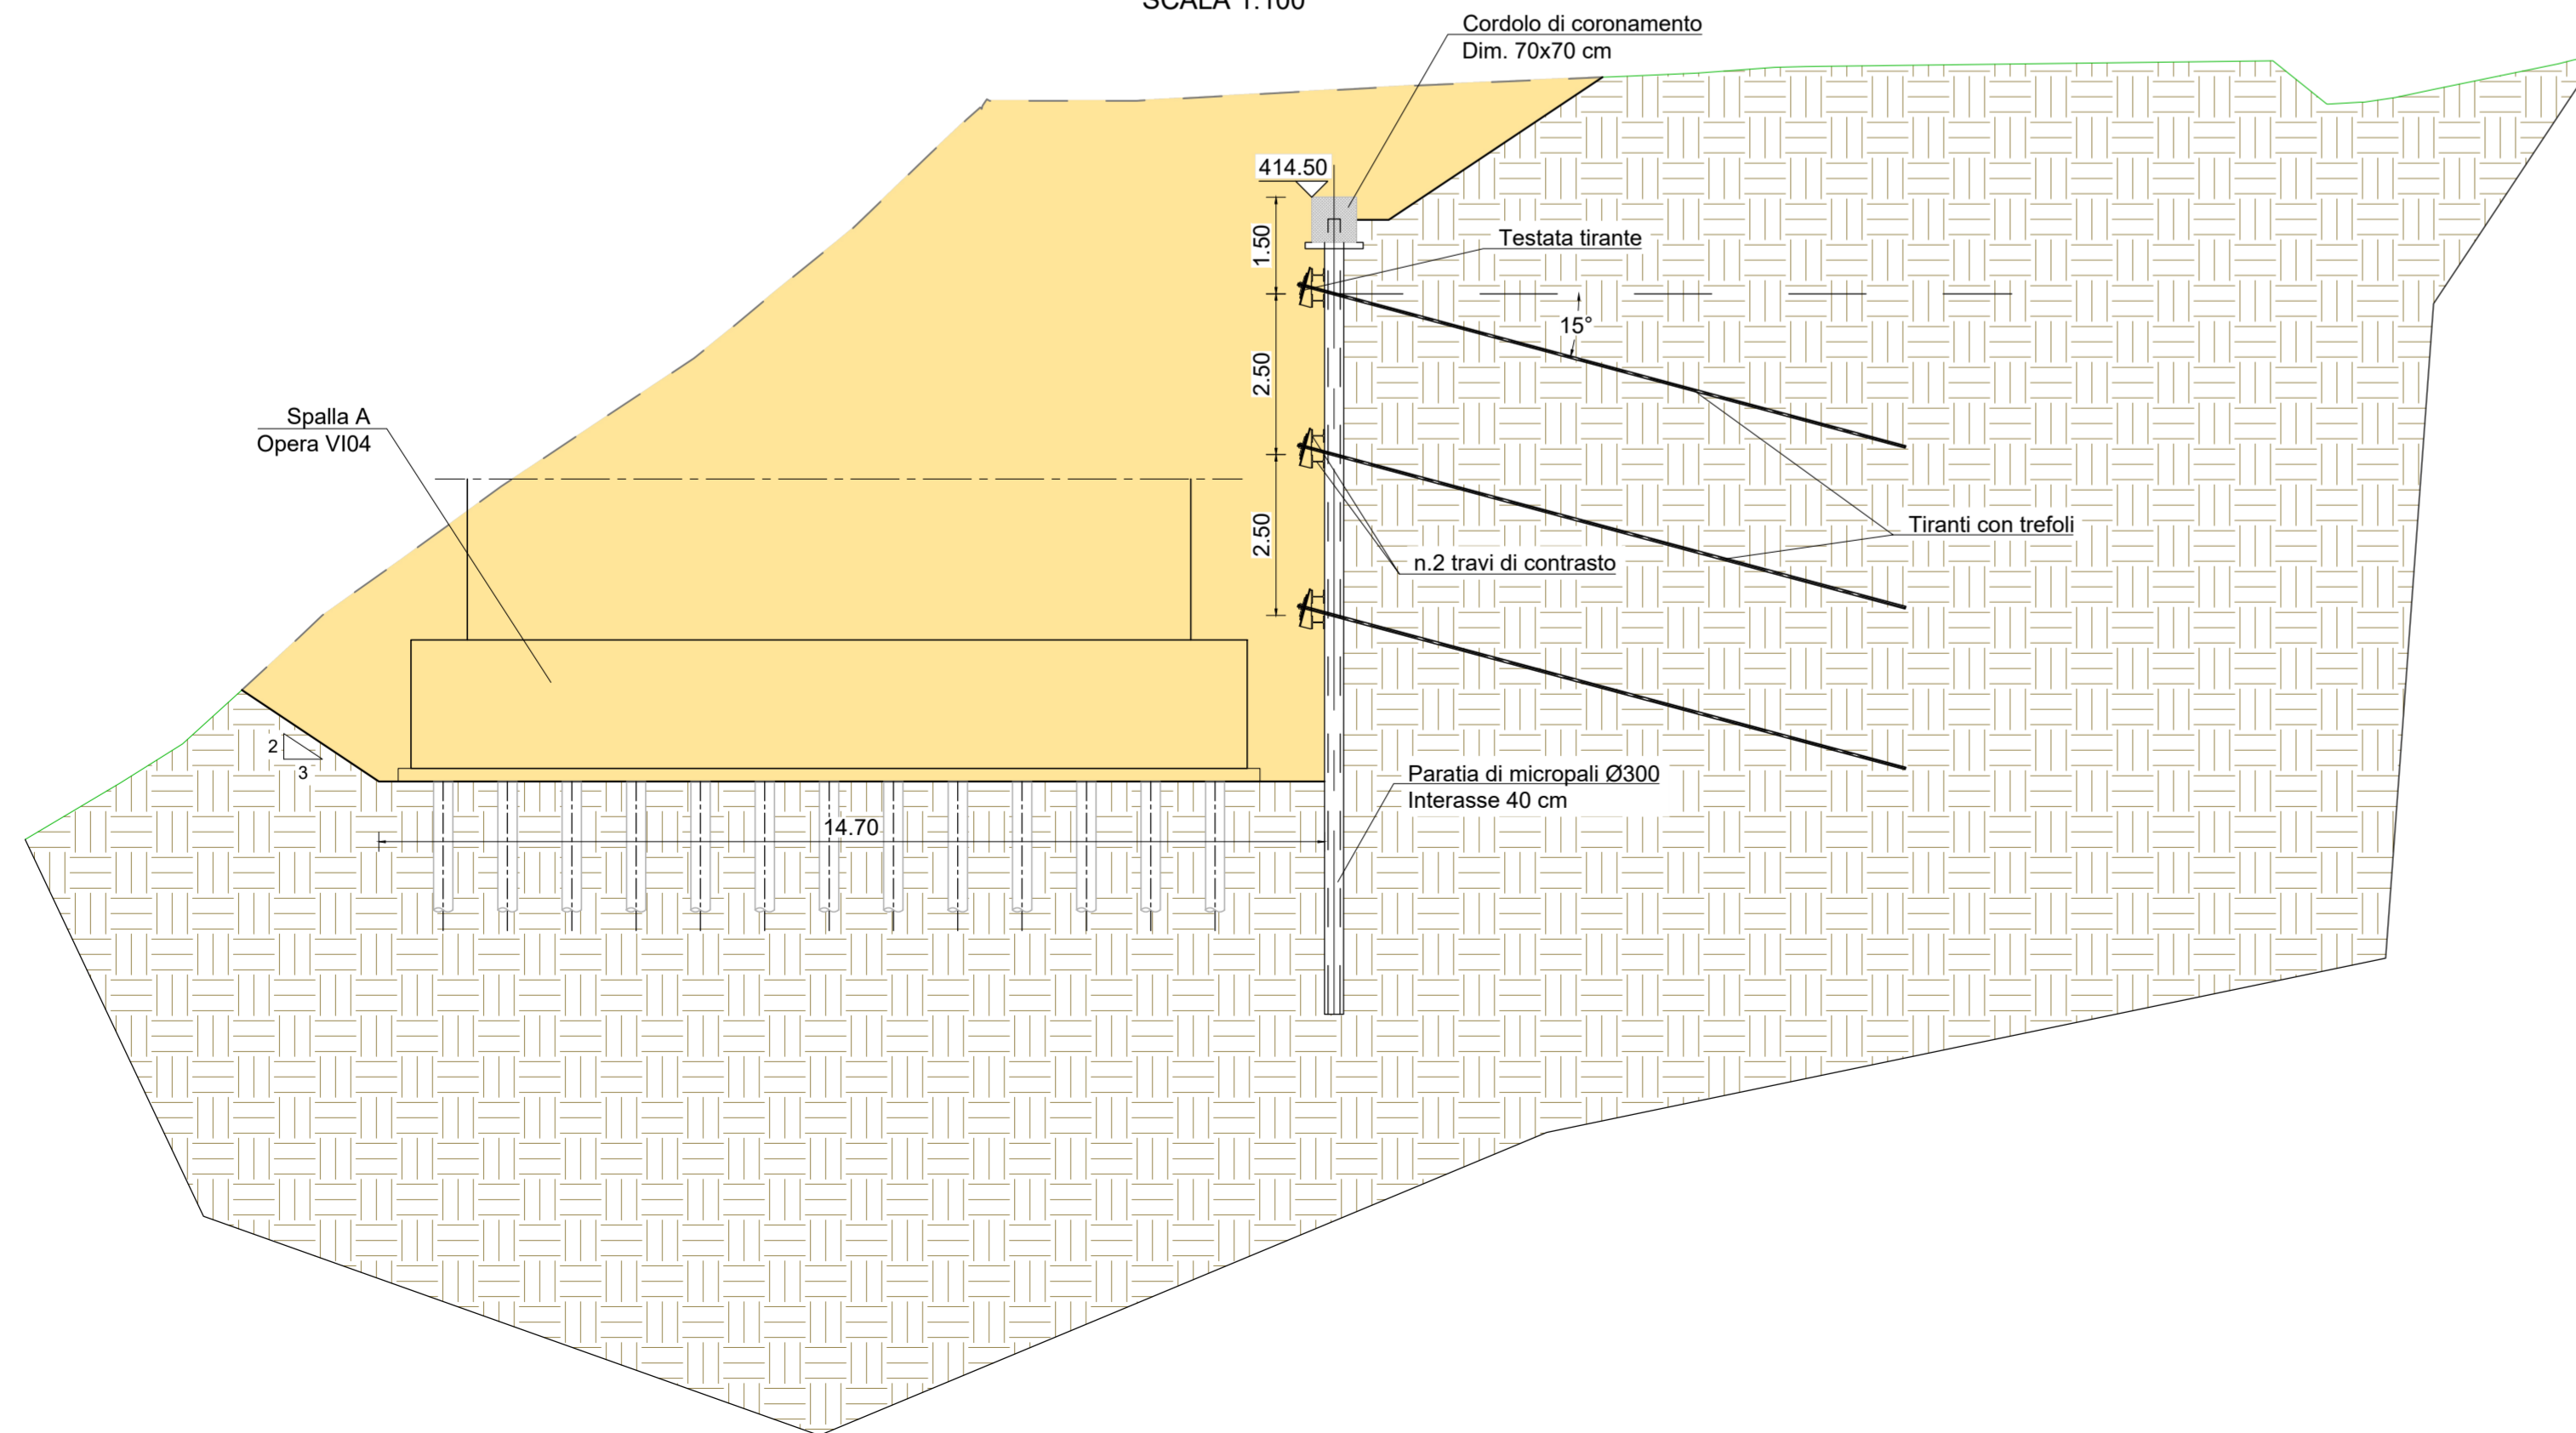 SCALA 1:100
Cordolo di coronamento
Dim. 70x70 cm
414.50
1.50
Testata tirante
15°
2.50
Spalla A
Opera VI04
2.50
Tiranti con trefoli
n.2 travi di contrasto
2
3
Paratia di micropali Ø300
Interasse 40 cm
14.70